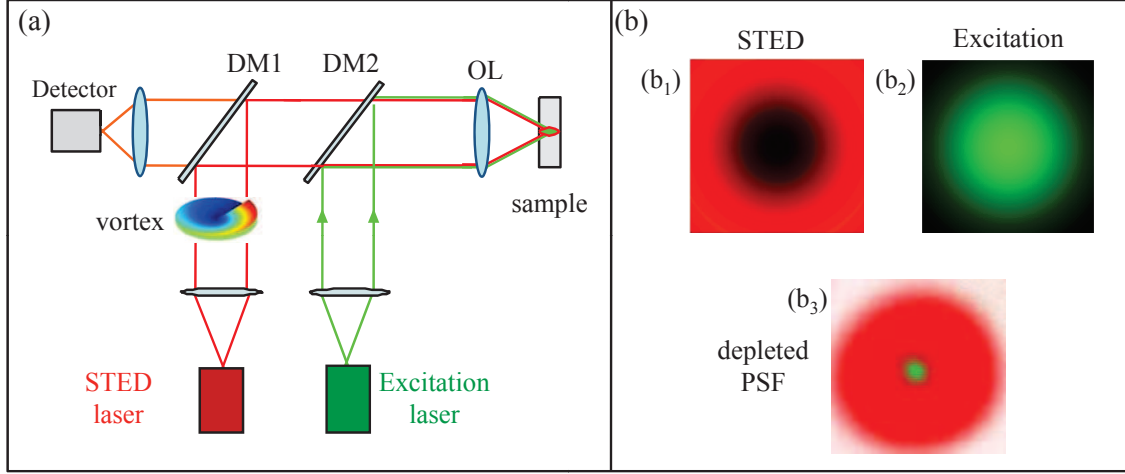 (a)
DM1
DM2
OL
Detector
vortex
sample
STED
laser
Excitation
laser
(b)
STED
Excitation
(b1)
(b2)
(b3)
depleted
PSF